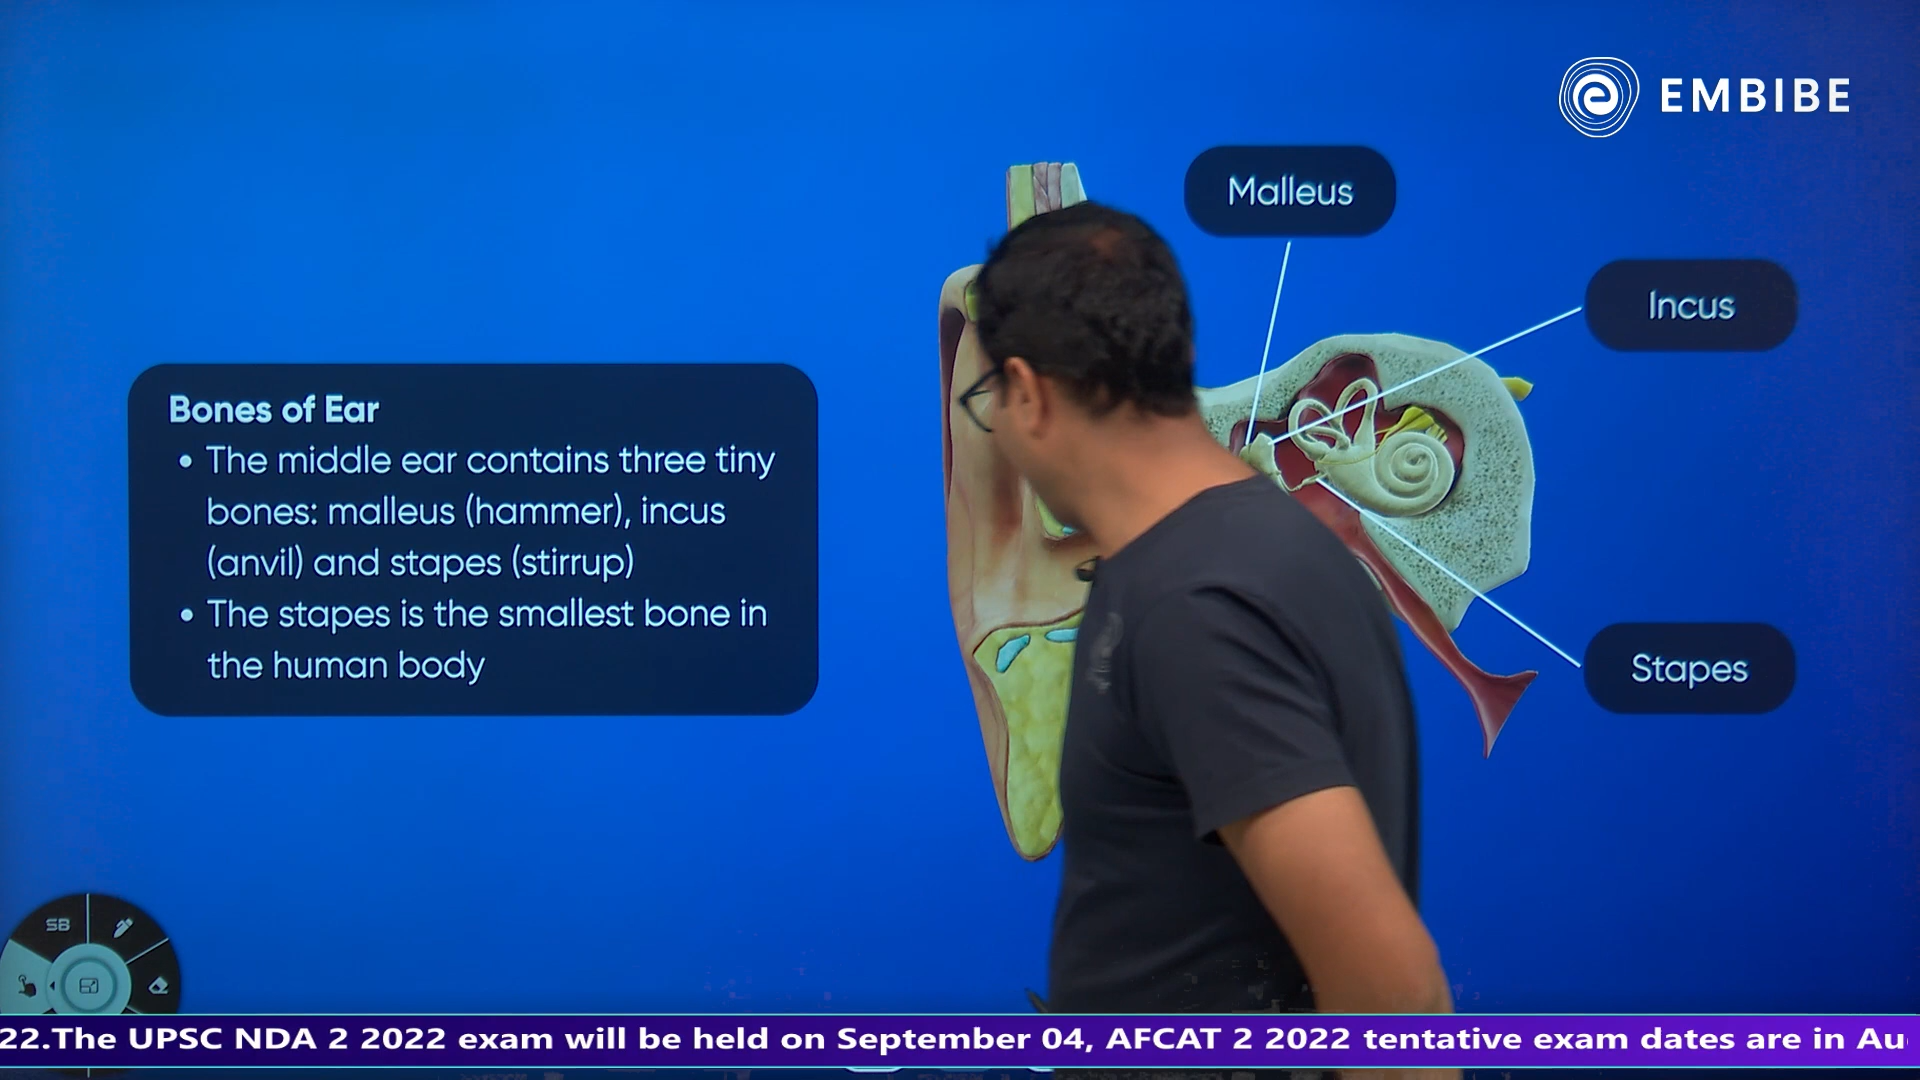 EMBIBE
Malleus
Incus
Bones of Ear
• The middle ear contains three tiny
bones: malleus (hammer), incus
(anvil) and stapes (stirrup)
• The stapes is the smallest bone in
the human body
Stapes
SB
22.The UPSC NDA 2 2022 exam will be held on September 04, AFCAT 2 2022 tentative exam dates are in Au